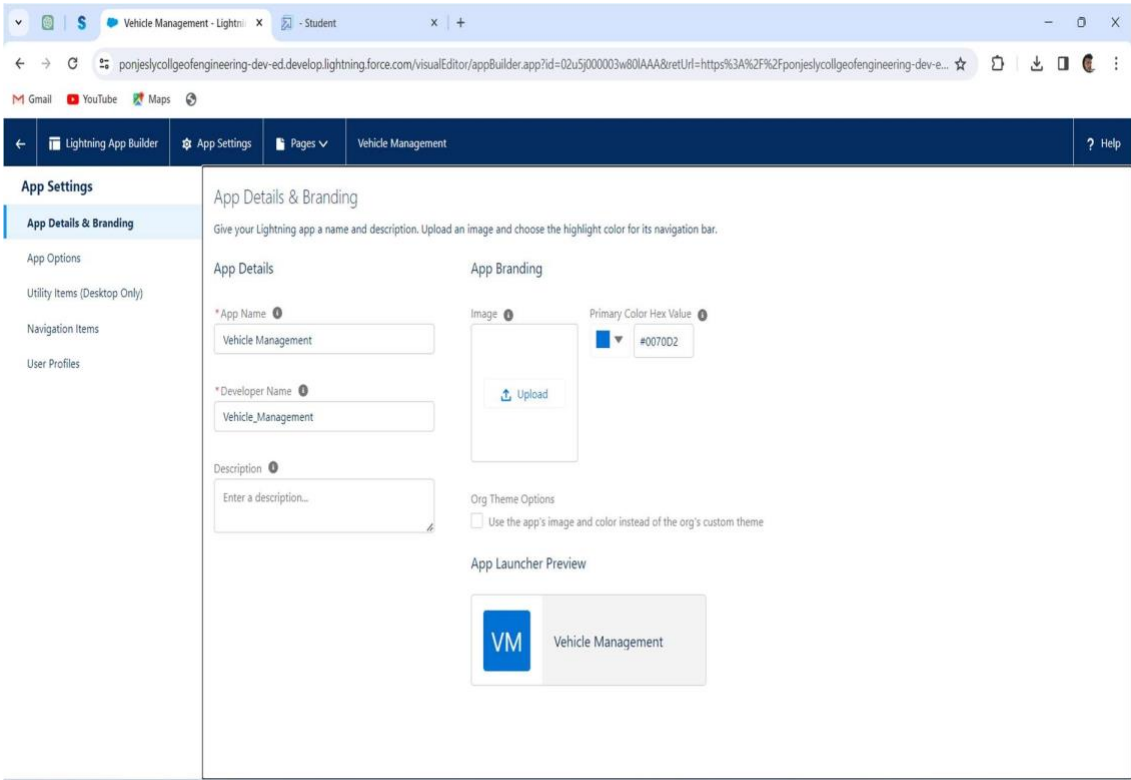 Vehicle Management - Lightni
- Student
ponjeslycollgeofengineering-dev-ed.develop.lightning.force.com/visualEditor/appBuilder.app?id=02u5j000003w80lAAA&retUrl=https%3A%2F%2Fponjeslycollgeofengineering-dev-e...
Gmail YouTube Maps
Lightning App Builder App Settings Pages Vehicle Management ? Help
App Settings
App Details & Branding
App Options
Utility Items (Desktop Only)
Navigation Items
User Profiles
App Details & Branding
Give your Lightning app a name and description. Upload an image and choose the highlight color for its navigation bar.
App Details
*App Name
Vehicle Management
*Developer Name
Vehicle_Management
Description
Enter a description...
App Branding
Image
Upload
Primary Color Hex Value
#0070D2
Org Theme Options
Use the app's image and color instead of the org's custom theme
App Launcher Preview
VM Vehicle Management